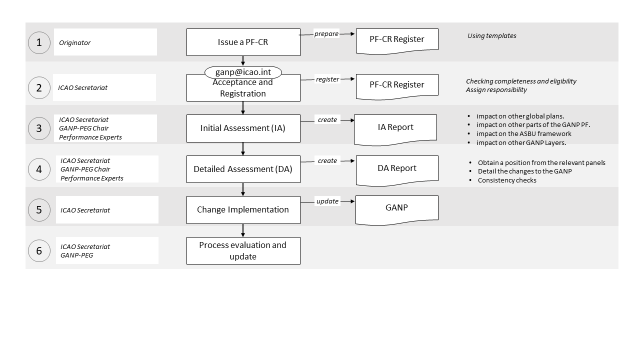 1
Originator
Issue a PF-CR
prepare
PF-CR Register
Using templates
2
ICAO Secretariat
ganp@icao.int
Acceptance and
Registration
register
PF-CR Register
Checking completeness and eligibility
Assign responsibility
3
ICAO Secretariat
GANP-PEG Chair
Performance Experts
Initial Assessment (IA)
create
IA Report
• impact on other global plans.
• impact on other parts of the GANP PF.
• impact on the ASBU framework
• impact on other GANP Layers.
4
ICAO Secretariat
GANP-PEG Chair
Performance Experts
Detailed Assessment (DA)
create
DA Report
• Obtain a position from the relevant panels
• Detail the changes to the GANP
• Consistency checks
5
ICAO Secretariat
Change Implementation
update
GANP
6
ICAO Secretariat
GANP-PEG
Process evaluation and
update